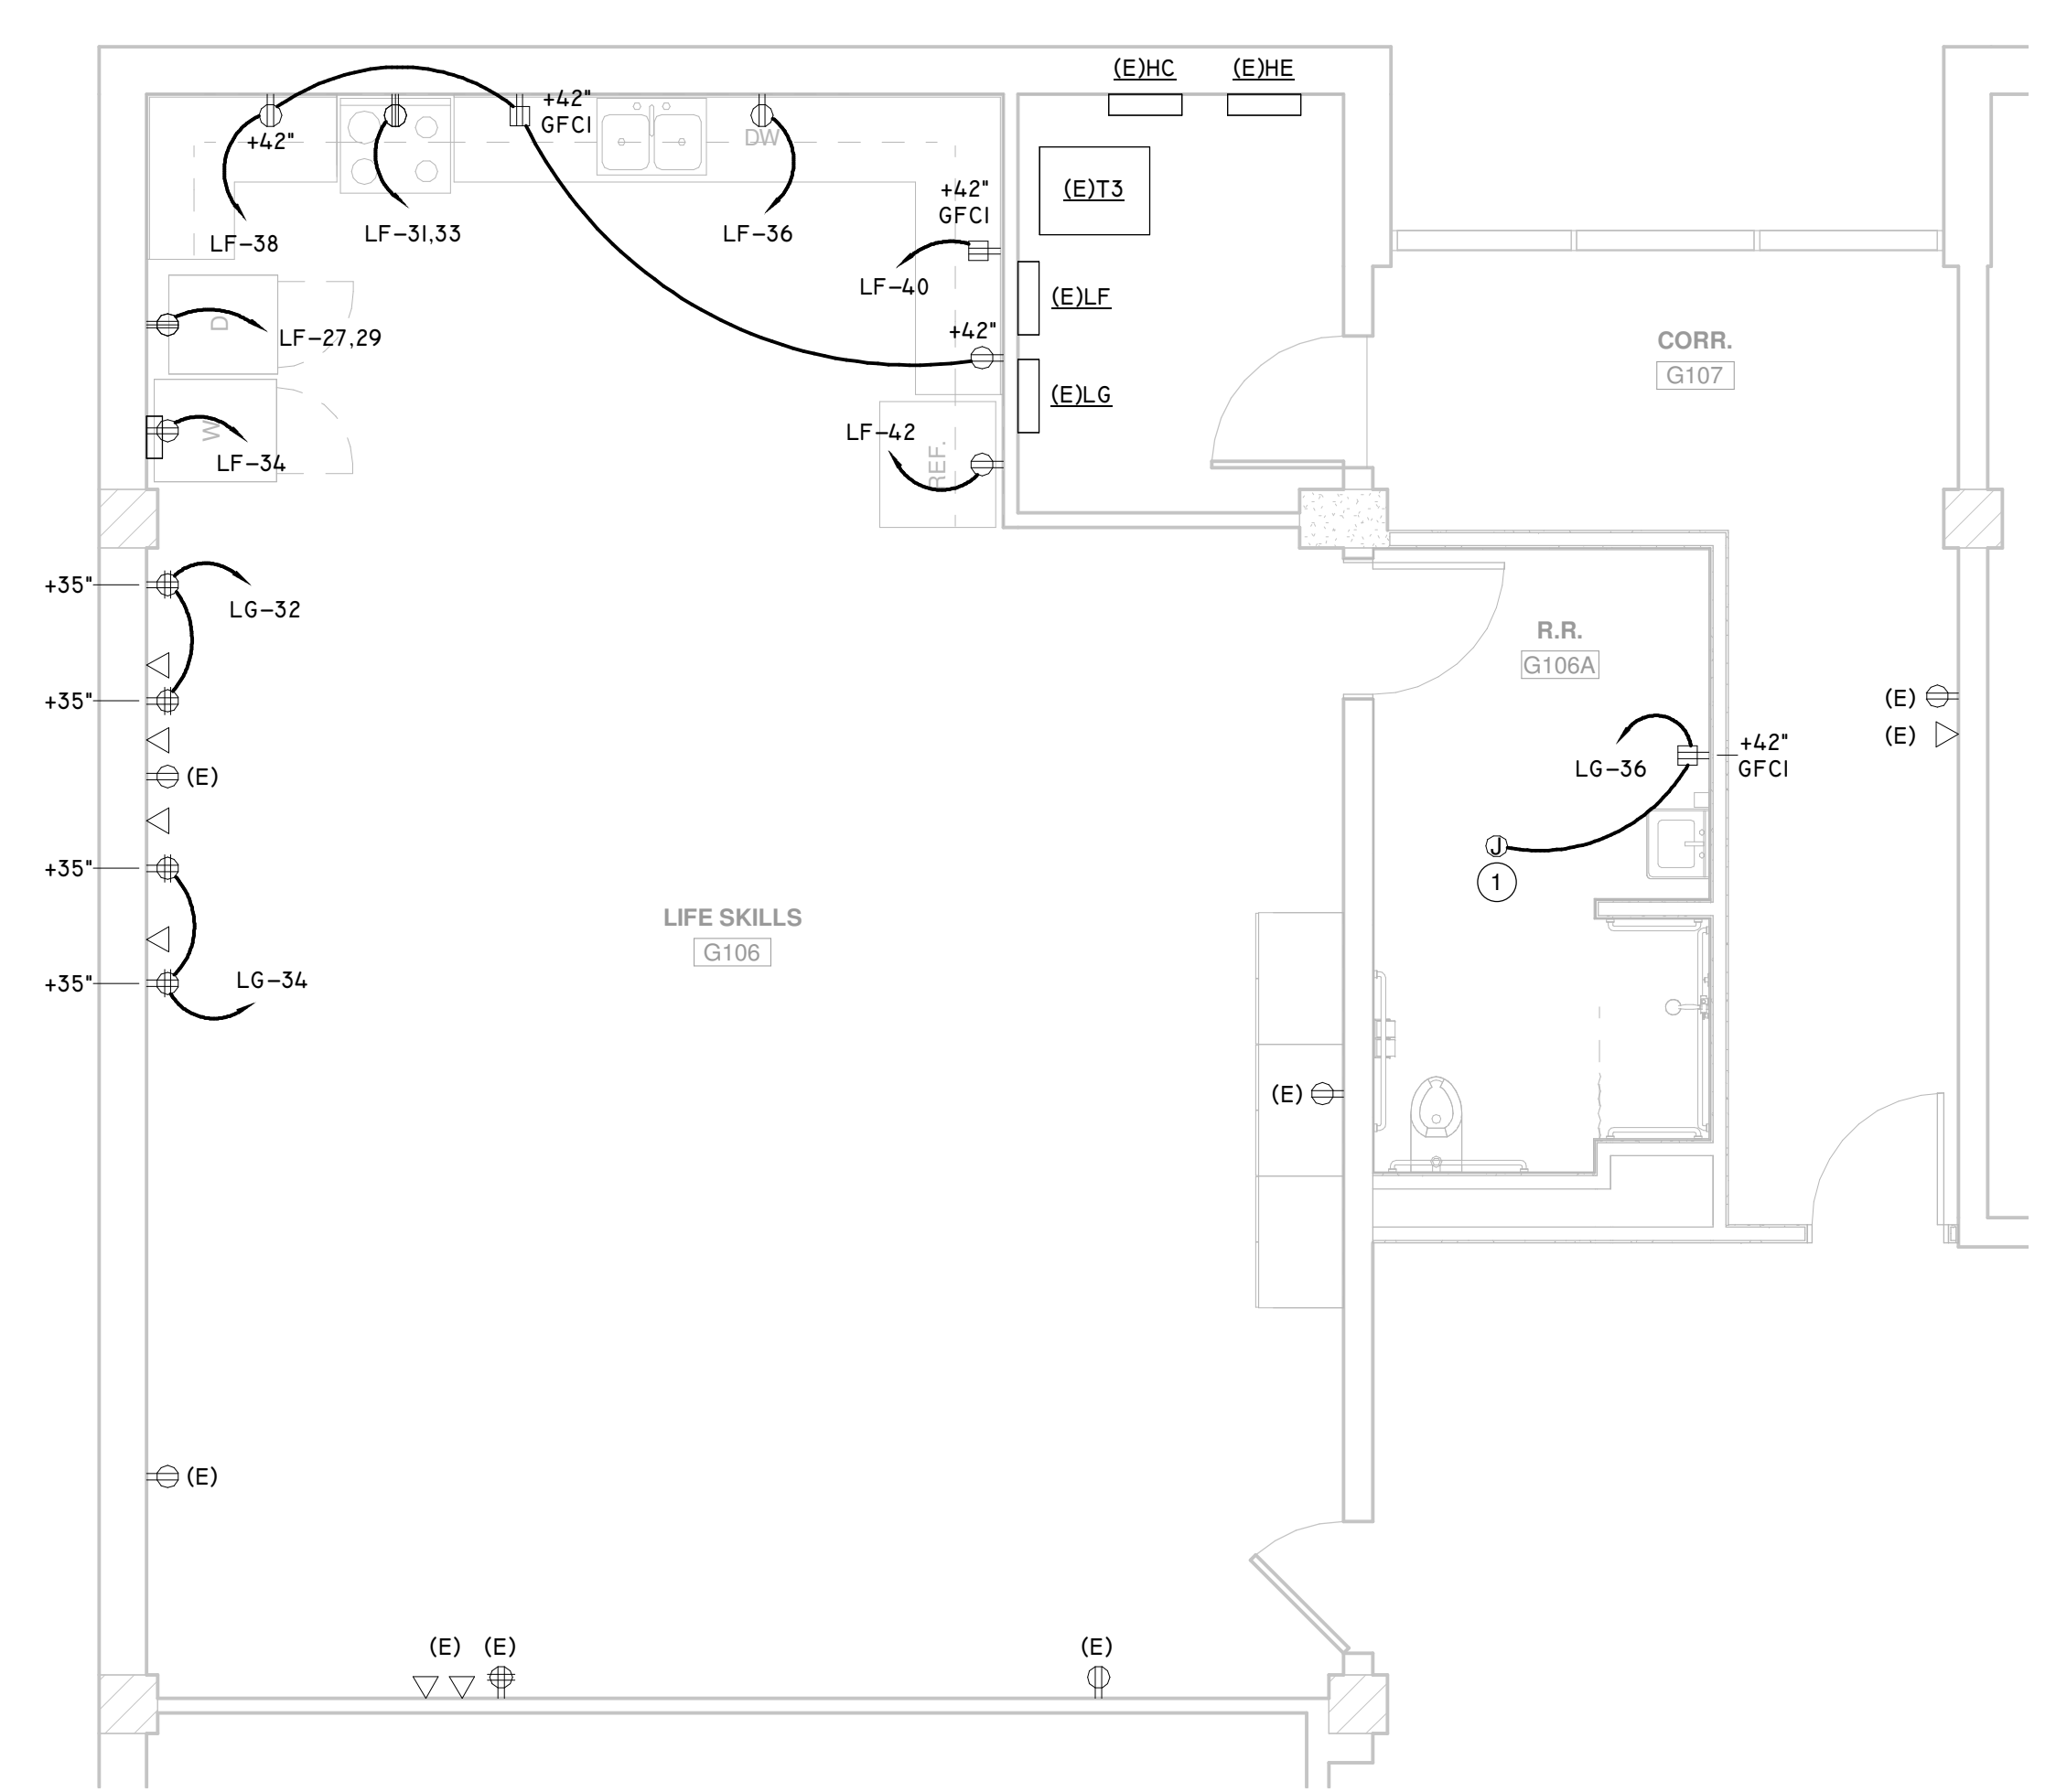 (E)HC
(E)HE
+42"
GFCI
+42"
DW
(E)T3
+42"
GFCI
LF-38
LF-31,33
LF-36
LF-40
(E)LF
D
LF-27,29
+42"
CORR.
G107
(E)LG
W
LF-42
REF.
LF-34
+35"
LG-32
R.R.
G106A
+35"
(E)
(E)
+42"
GFCI
(E)
LG-36
J
1
+35"
LIFE SKILLS
G106
+35"
LG-34
(E)
(E)
(E)
(E)
(E)